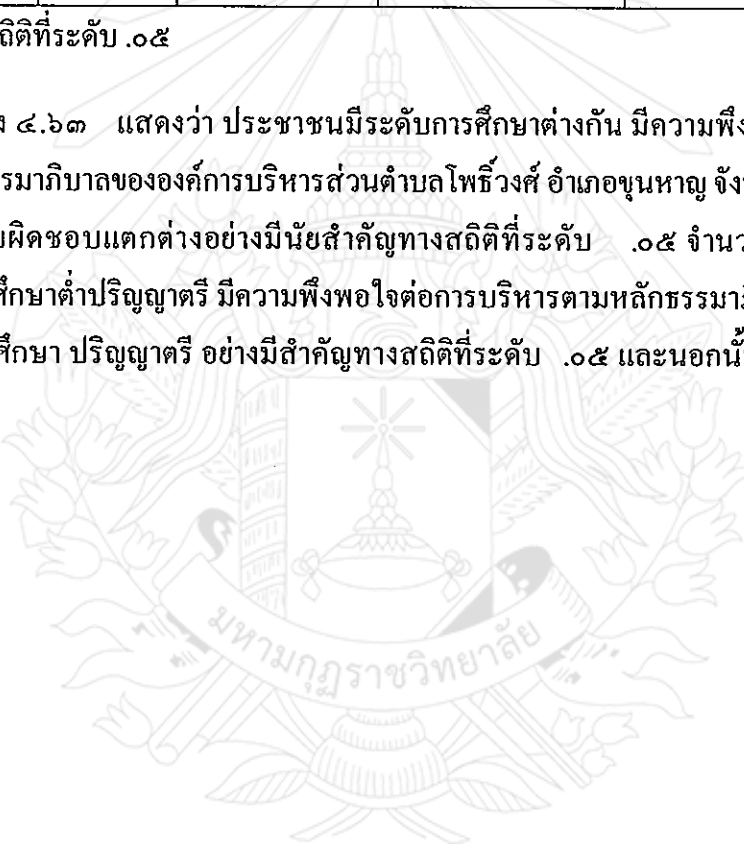 ถิติที่ระดับ .๐๕
ง ๔.๖๓ แสดงว่า ประชาชนมีระดับการศึกษาต่างกัน มีความพึง
รมาภิบาลขององค์การบริหารส่วนตำบลโพธิ์วงศ์ อำเภอขุนหาญ จัง
ผิดชอบแตกต่างอย่างมีนัยสำคัญทางสถิติที่ระดับ .๐๕ จำนว
ศึกษาต่ำปริญญาตรี มีความพึงพอใจต่อการบริหารตามหลักธรรมา
ศึกษา ปริญญาตรี อย่างมีสำคัญทางสถิติที่ระดับ .๐๕ และนอกนั้
มหามกุฏราชวิทยาลัย